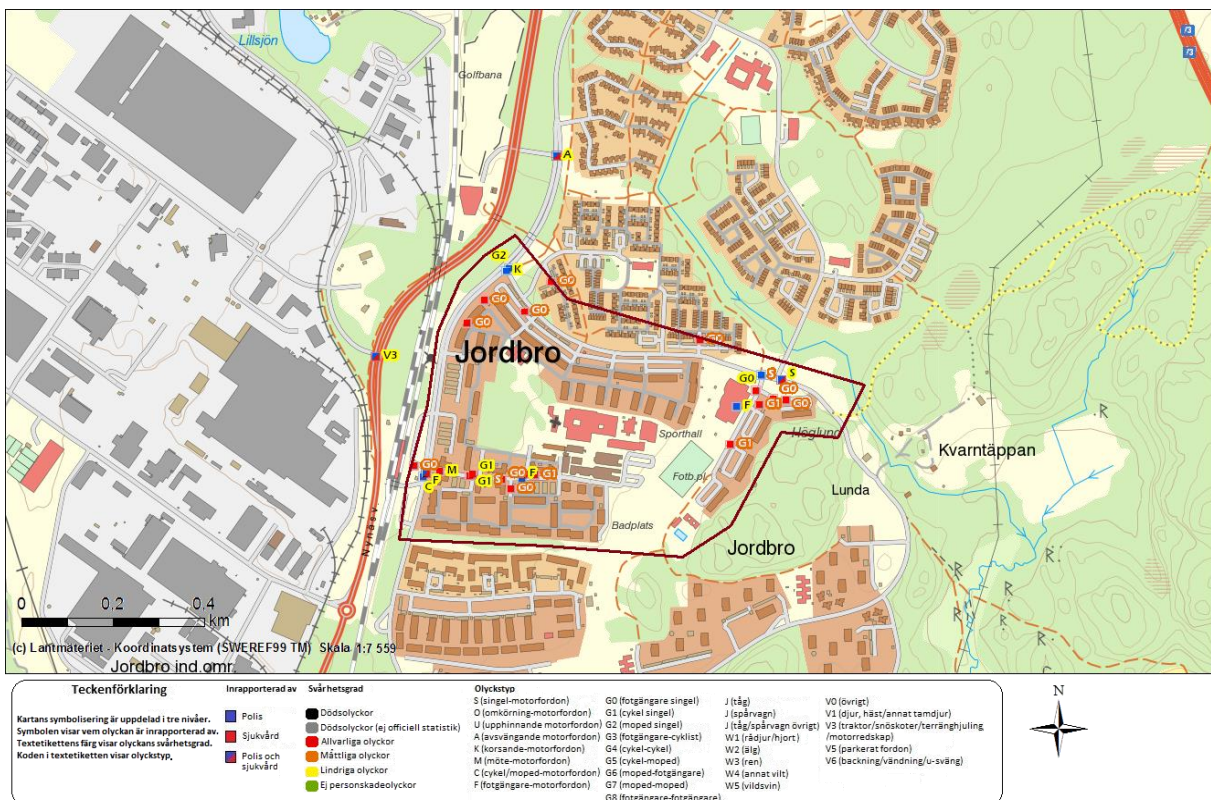 Lillsjön
Golfbana
73
73
A
G2
K
G0
G0
G0
G0
V3
Jordbro
G0
S
S
G0
G0
F
G1
G0
Höglund
G1
Sporthall
Kvarntäppan
G0
M
G1
G0
F
G1
F
G1
S
C
G0
Fotb.pl.
Lunda
Nynäsv
Badplats
Jordbro
R
R
R.
R.
R.
R.
0 0.2 0.4
km
(c) Lantmäteriet - Koordinatsystem (SWEREF99 TM) Skala 1:7 559
Jordbro ind.omr.
Teckenförklaring
Kartans symbolisering är uppdelad i tre nivåer.
Symbolen visar vem olyckan är inrapporterad av.
Textetikettens färg visar olyckans svårhetsgrad.
Koden i textetiketten visar olyckstyp.
Inrapporterad av
Polis
Sjukvård
Polis och
sjukvård
Svårhetsgrad
Dödsolyckor
Dödsolyckor (ej officiell statistik)
Allvarliga olyckor
Måttliga olyckor
Lindriga olyckor
Ej personskadeolyckor
Olyckstyp
S (singel-motorfordon)
O (omkörning-motorfordon)
U (upphinnande motorfordon)
A (avsvängande motorfordon)
K (korsande-motorfordon)
M (möte-motorfordon)
C (cykel/moped-motorfordon)
F (fotgängare-motorfordon)
G0 (fotgängare singel)
G1 (cykel singel)
G2 (moped singel)
G3 (fotgängare-cyklist)
G4 (cykel-cykel)
G5 (cykel-moped)
G6 (moped-fotgängare)
G7 (moped-moped)
G8 (fotgängare-fotgängare)
J (tåg)
J (spårvagn)
J (tåg/spårvagn övrigt)
W1 (rådjur/hjort)
W2 (älg)
W3 (ren)
W4 (annat vilt)
W5 (vildsvin)
V0 (övrigt)
V1 (djur, häst/annat tamdjur)
V3 (traktor/snöskoter/terränghjuling
/motorredskap)
V5 (parkerat fordon)
V6 (backning/vändning/u-sväng)
N